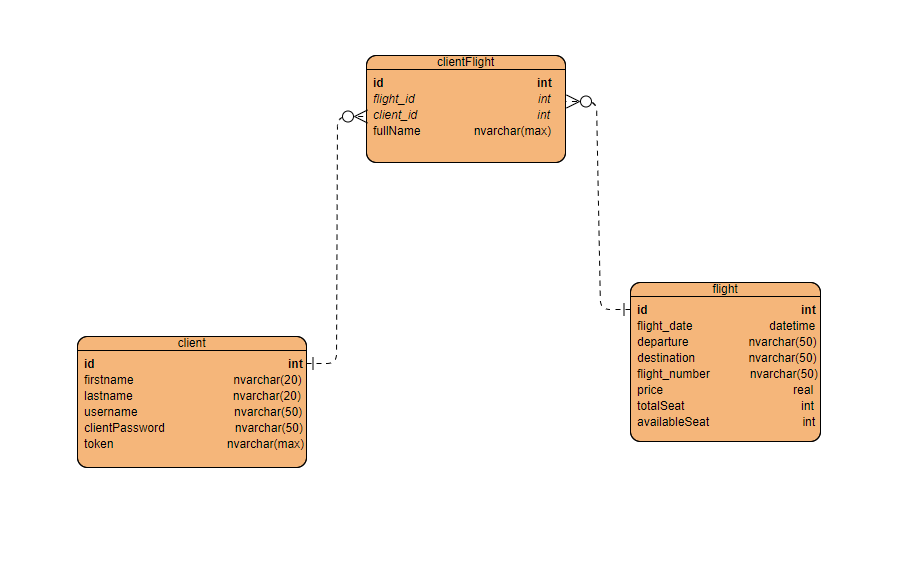 clientFlight
id int
flight_id int
client_id int
fullName nvarchar(max)
flight
id int
flight_date datetime
departure nvarchar(50)
destination nvarchar(50)
flight_number nvarchar(50)
price real
totalSeat int
availableSeat int
client
id int
firstname nvarchar(20)
lastname nvarchar(20)
username nvarchar(50)
clientPassword nvarchar(50)
token nvarchar(max)